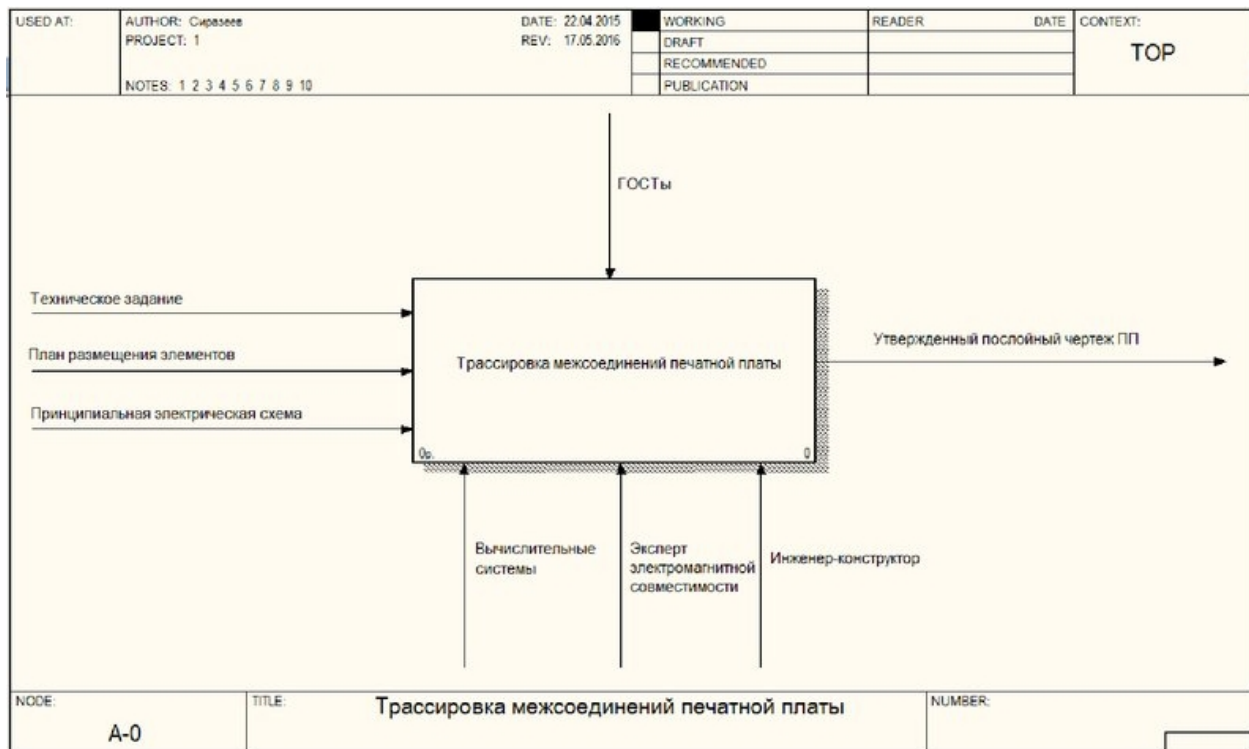 USED AT:
AUTHOR: Сиразеев
DATE: 22.04.2015
PROJECT: 1
REV: 17.05.2016
NOTES: 1 2 3 4 5 6 7 8 9 10
WORKING
DRAFT
RECOMMENDED
PUBLICATION
READER
DATE
CONTEXT:
TOP
ГОСТы
Техническое задание
План размещения элементов
Принципиальная электрическая схема
Трассировка межсоединений печатной платы
0р.
0
Утвержденный послойный чертеж ПП
Вычислительные
системы
Эксперт
электромагнитной
совместимости
Инженер-конструктор
NODE:
A-0
TITLE:
Трассировка межсоединений печатной платы
NUMBER: